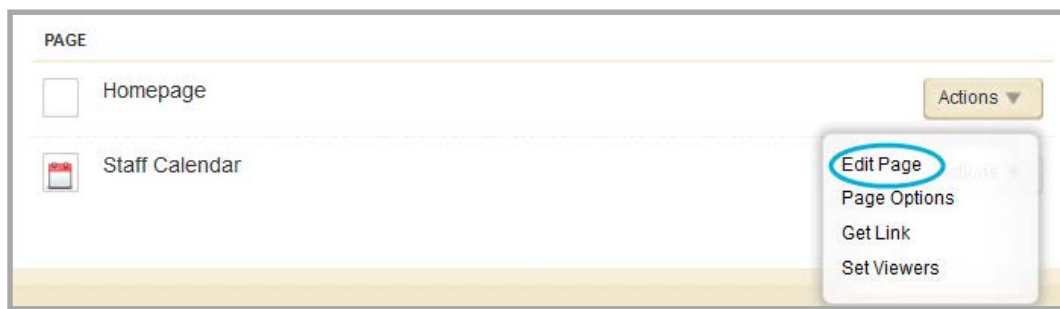 PAGE
Homepage
Actions
Staff Calendar
Edit Page
Page Options
Get Link
Set Viewers